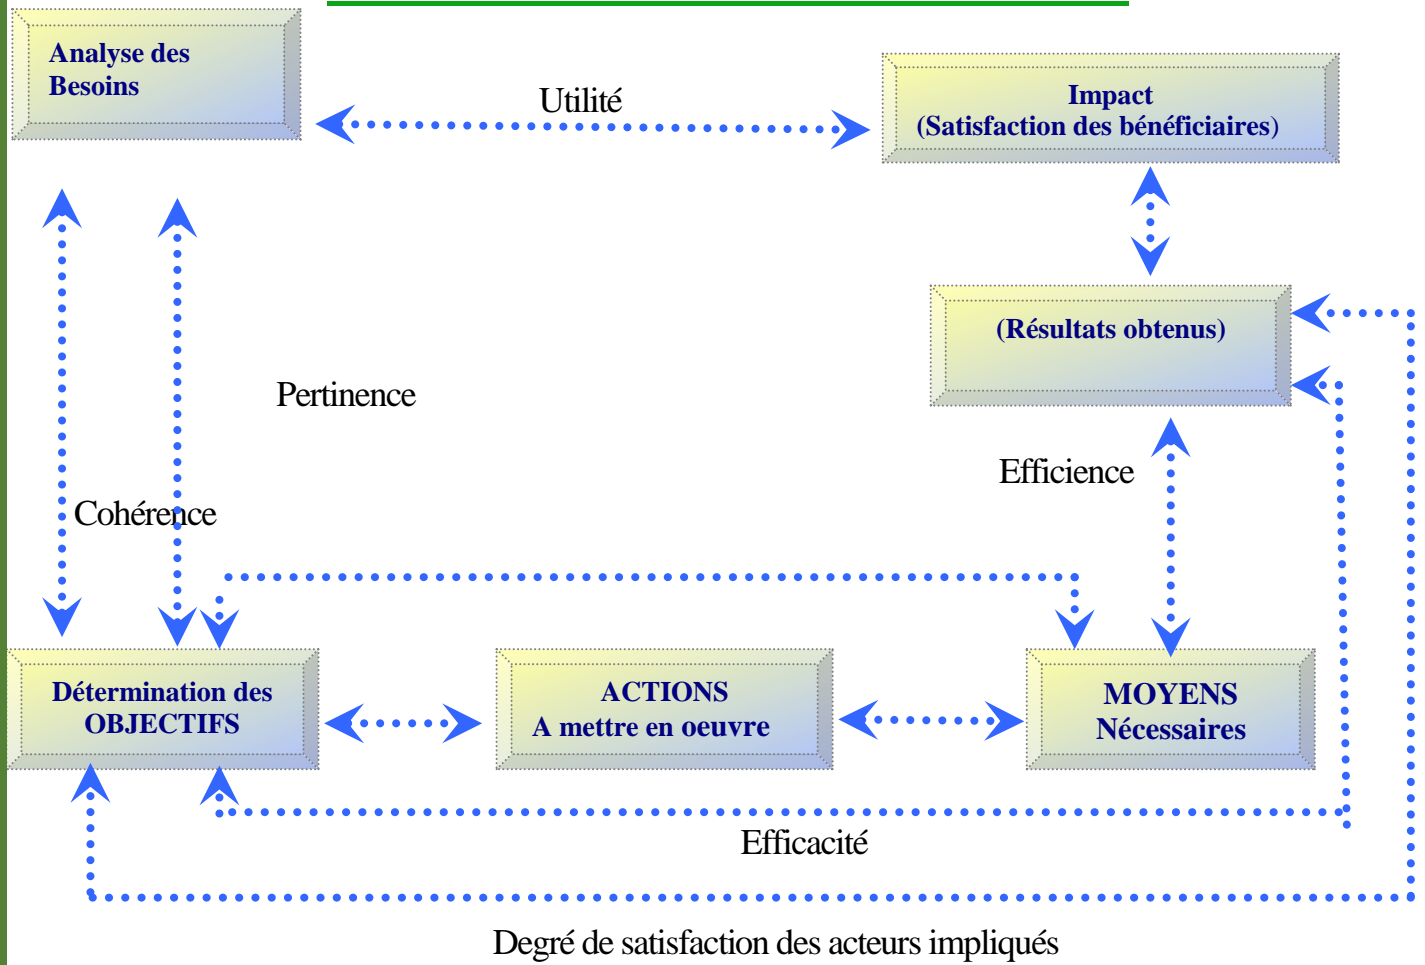 Analyse des
Besoins
Utilité
Impact
(Satisfaction des bénéficiaires)
(Résultats obtenus)
Pertinence
Efficience
Cohérence
Détermination des
OBJECTIFS
ACTIONS
A mettre en oeuvre
MOYENS
Nécessaires
Efficacité
Degré de satisfaction des acteurs impliqués